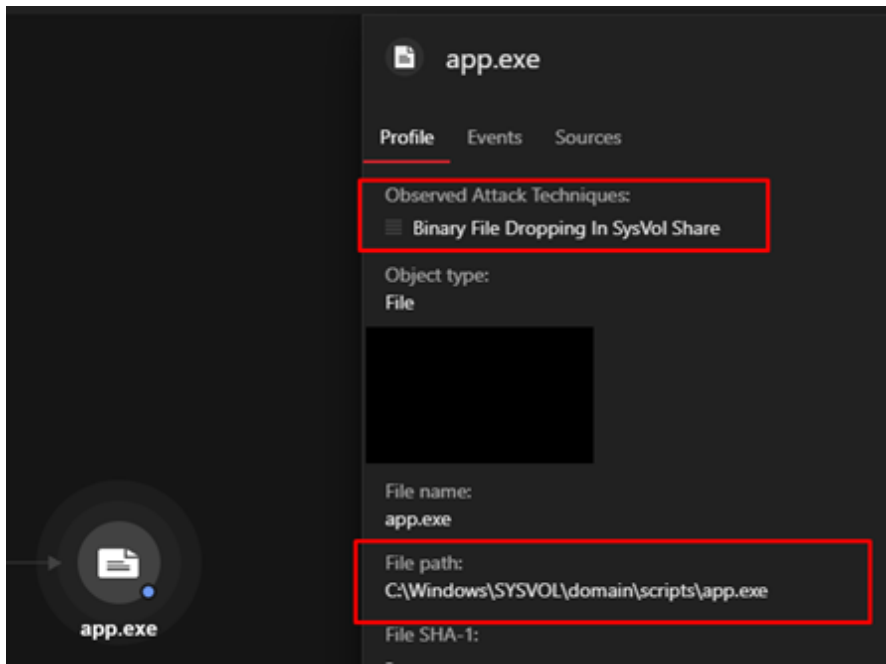 app.exe
Profile Events Sources
Observed Attack Techniques:
Binary File Dropping In SysVol Share
Object type:
File
File name:
app.exe
File path:
C:\Windows\SYSVOL\domain\scripts\app.exe
File SHA-1:
app.exe